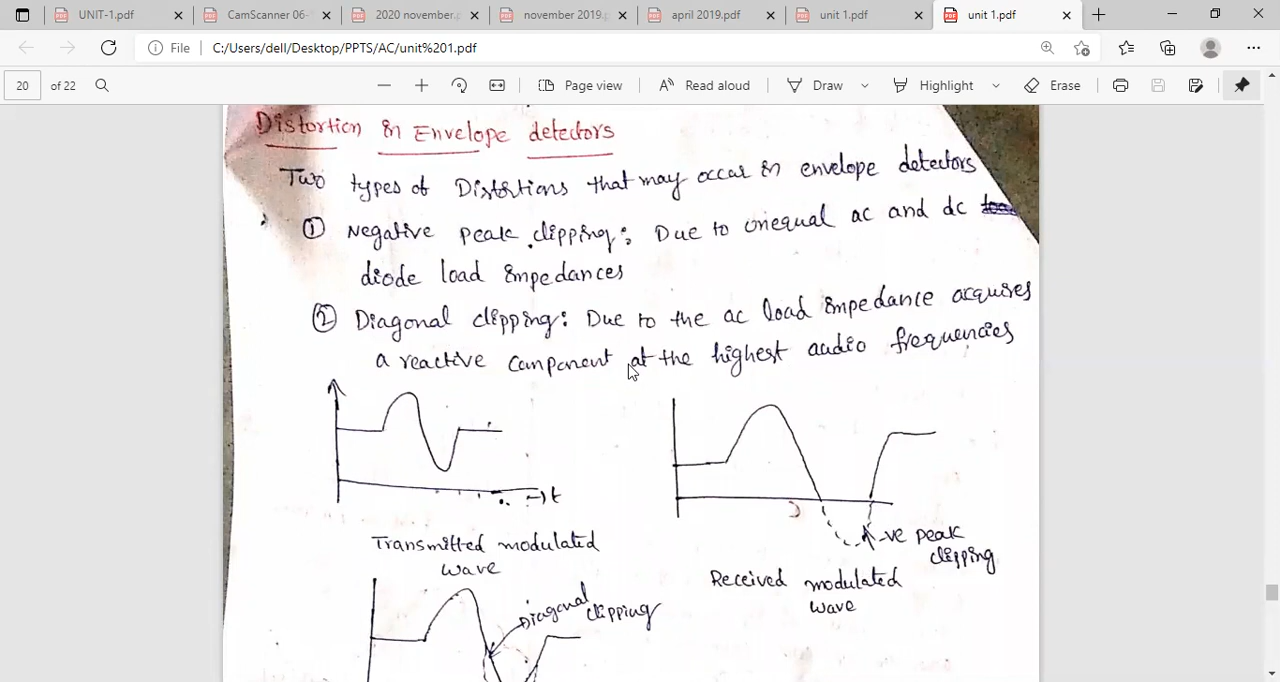 UNIT-1.pdf
CamScanner 06-
2020 november.p
november 2019.p
april 2019.pdf
unit 1.pdf
unit 1.pdf
File C:/Users/dell/Desktop/PPTS/AC/unit%201.pdf
20 of 22 Page view Read aloud Draw Highlight Erase
Distortion in Envelope detectors
Two types of Distortions that may occur in envelope detectors
① Negative peak clipping: Due to unequal ac and dc
diode load impedances
② Diagonal clipping: Due to the ac load impedance acquires
a reactive component at the highest audio frequencies
→t
Transmitted modulated
wave
-ve peak
clipping
Received modulated
wave
Diagonal
clipping